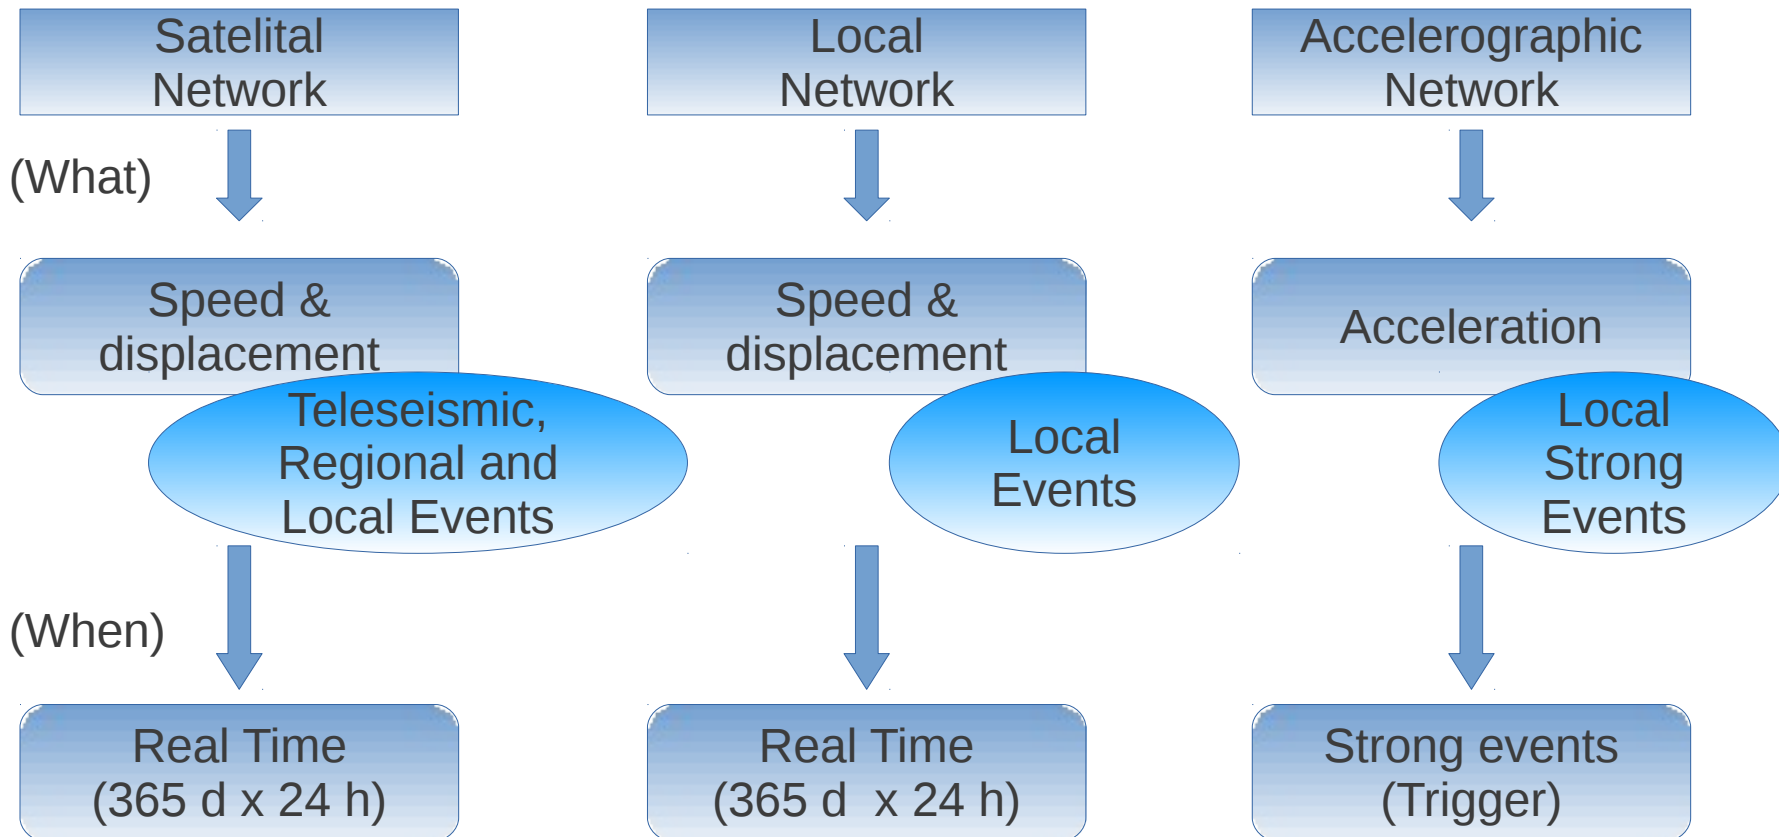 Satelital
Network
Local
Network
Accelerographic
Network
(What)
Speed &
displacement
Speed &
displacement
Acceleration
Teleseismic,
Regional and
Local Events
Local
Events
Local
Strong
Events
(When)
Real Time
(365 d x 24 h)
Real Time
(365 d  x 24 h)
Strong events
(Trigger)